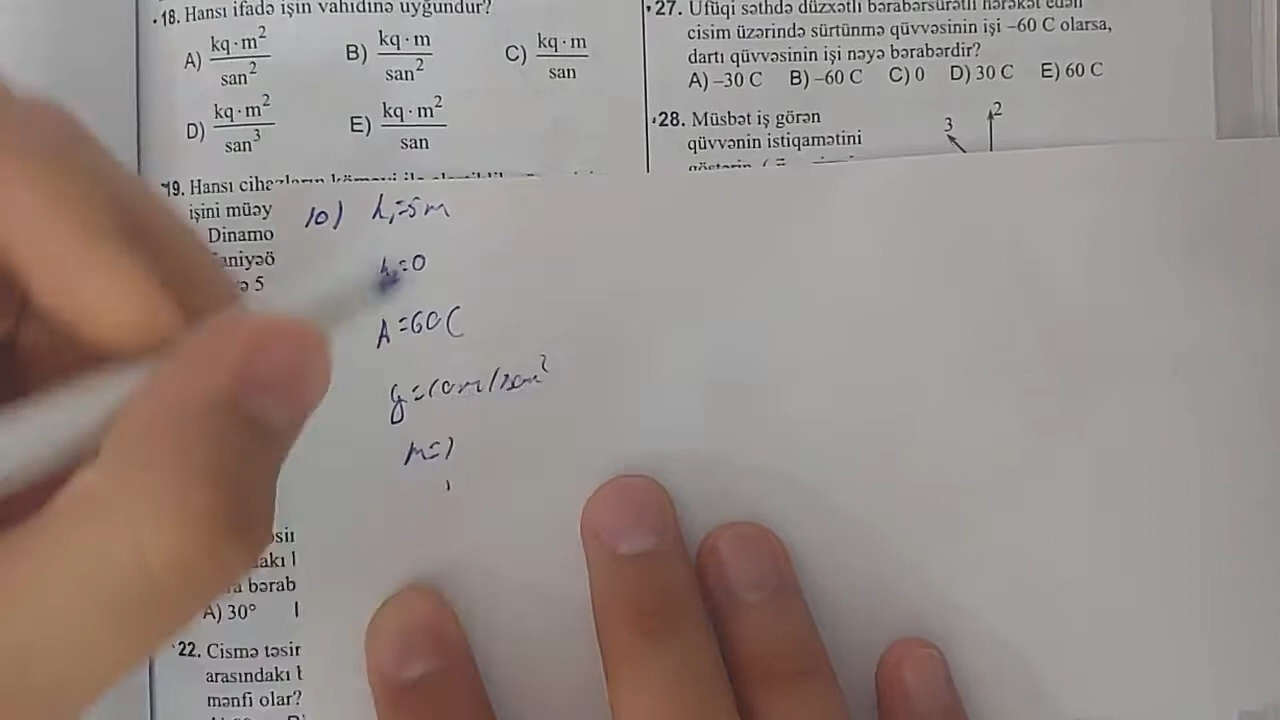 18. Hansı ifadə işin vahidinə uyğundur?
A) kq·m²/san² B) kq·m/san² C) kq·m/san
D) kq·m²/san³ E) kq·m²/san
19. Hansı
işini müəy
Dinamo
ə 5
A) 30°
a bərab
22. Cismə təsir
arasındakı
mənfi olar?
27. Üfüqi səthdə düzxətli bərabərsürətli hərəkət edən
cisim üzərində sürtünmə qüvvəsinin işi –60 C olarsa,
dartı qüvvəsinin işi nəyə bərabərdir?
A) –30 C B) –60 C C) 0 D) 30 C E) 60 C
28. Müsbət iş görən
qüvvənin istiqamətini
3 2
10) h₁=5m
=0
A=60C
g=10m/san²
m=?